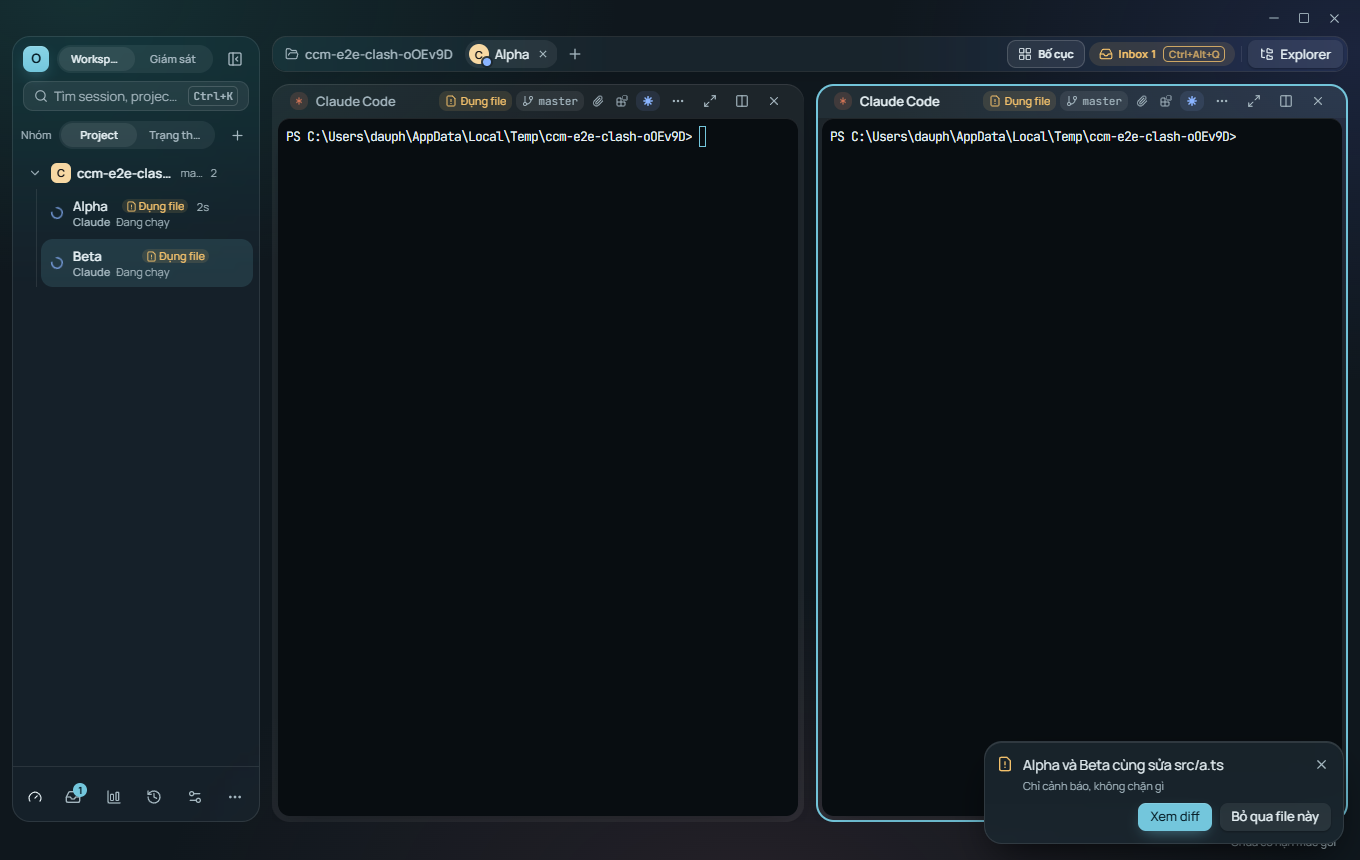 O Worksp... Giám sát
Tìm session, projec... Ctrl+K
Nhóm Project Trạng th...
C ccm-e2e-clas... ma... 2
Alpha Đụng file 2s
Claude Đang chạy
Beta Đụng file
Claude Đang chạy
1
ccm-e2e-clash-oOEv9D C Alpha
Bố cục Inbox 1 Ctrl+Alt+Q Explorer
Claude Code Đụng file master
PS C:\Users\dauph\AppData\Local\Temp\ccm-e2e-clash-oOEv9D>
Claude Code Đụng file master
PS C:\Users\dauph\AppData\Local\Temp\ccm-e2e-clash-oOEv9D>
Alpha và Beta cùng sửa src/a.ts
Chỉ cảnh báo, không chặn gì
Xem diff Bỏ qua file này